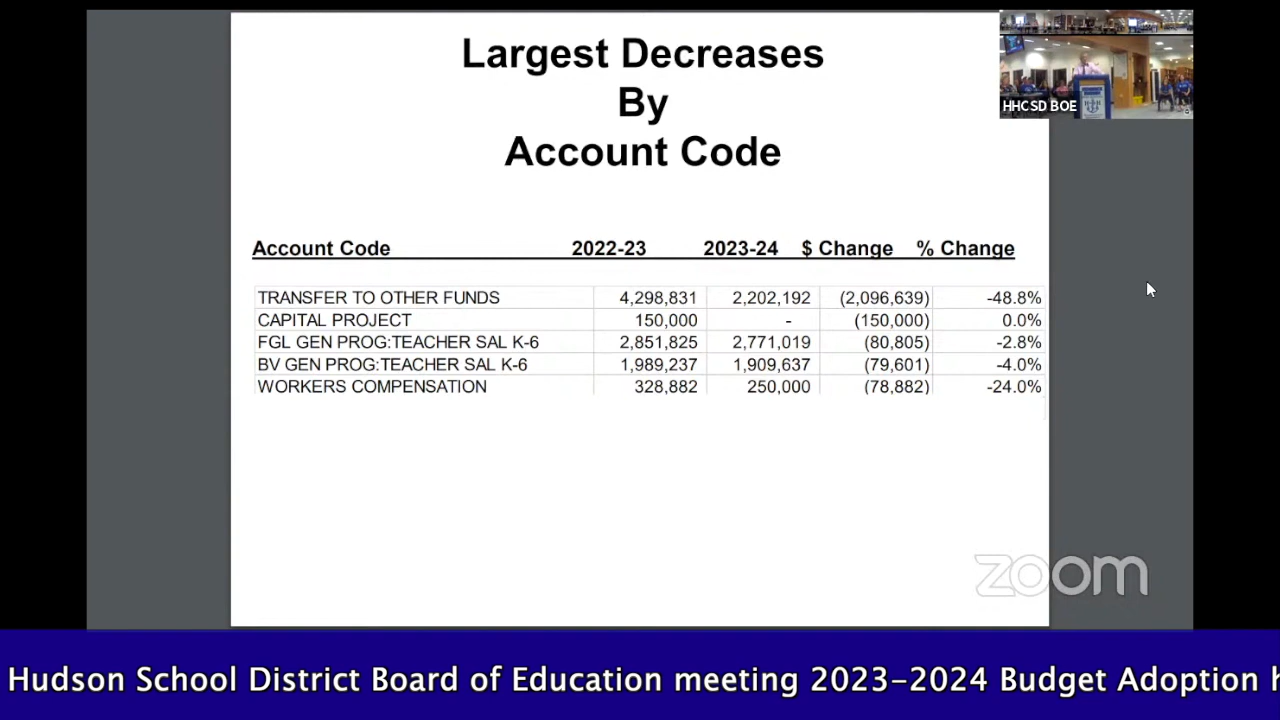 Largest Decreases
By
Account Code
HHCSD BOE
Account Code 2022-23 2023-24 $ Change % Change
TRANSFER TO OTHER FUNDS 4,298,831 2,202,192 (2,096,639) -48.8%
CAPITAL PROJECT 150,000 - (150,000) 0.0%
FGL GEN PROG:TEACHER SAL K-6 2,851,825 2,771,019 (80,805) -2.8%
BV GEN PROG:TEACHER SAL K-6 1,989,237 1,909,637 (79,601) -4.0%
WORKERS COMPENSATION 328,882 250,000 (78,882) -24.0%
zoom
Hudson School District Board of Education meeting 2023-2024 Budget Adoption h